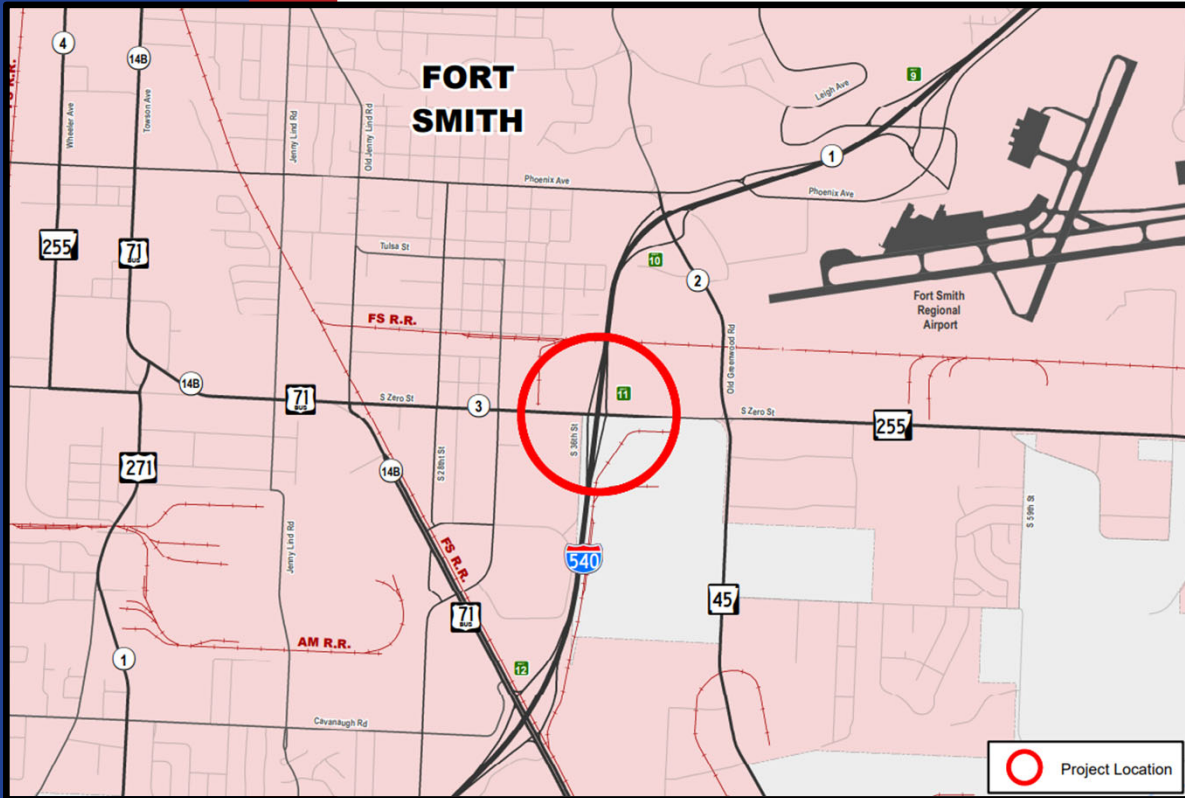 4
14B
FORT
SMITH
9
Leigh Ave
Wheeler Ave
Towson Ave
Jenny Lind Rd
Old Jenny Lind Rd
1
Phoenix Ave
Phoenix Ave
255
71
BUS
Tulsa St
10
2
Fort Smith
Regional
Airport
FS R.R.
Old Greenwood Rd
14B
71
BUS
S Zero St
3
11
S Zero St
255
S 36th St
271
14B
S 28tht St
S 59th St
Jenny Lind Rd
FS R.R.
540
71
BUS
45
AM R.R.
1
12
Cavanaugh Rd
Project Location